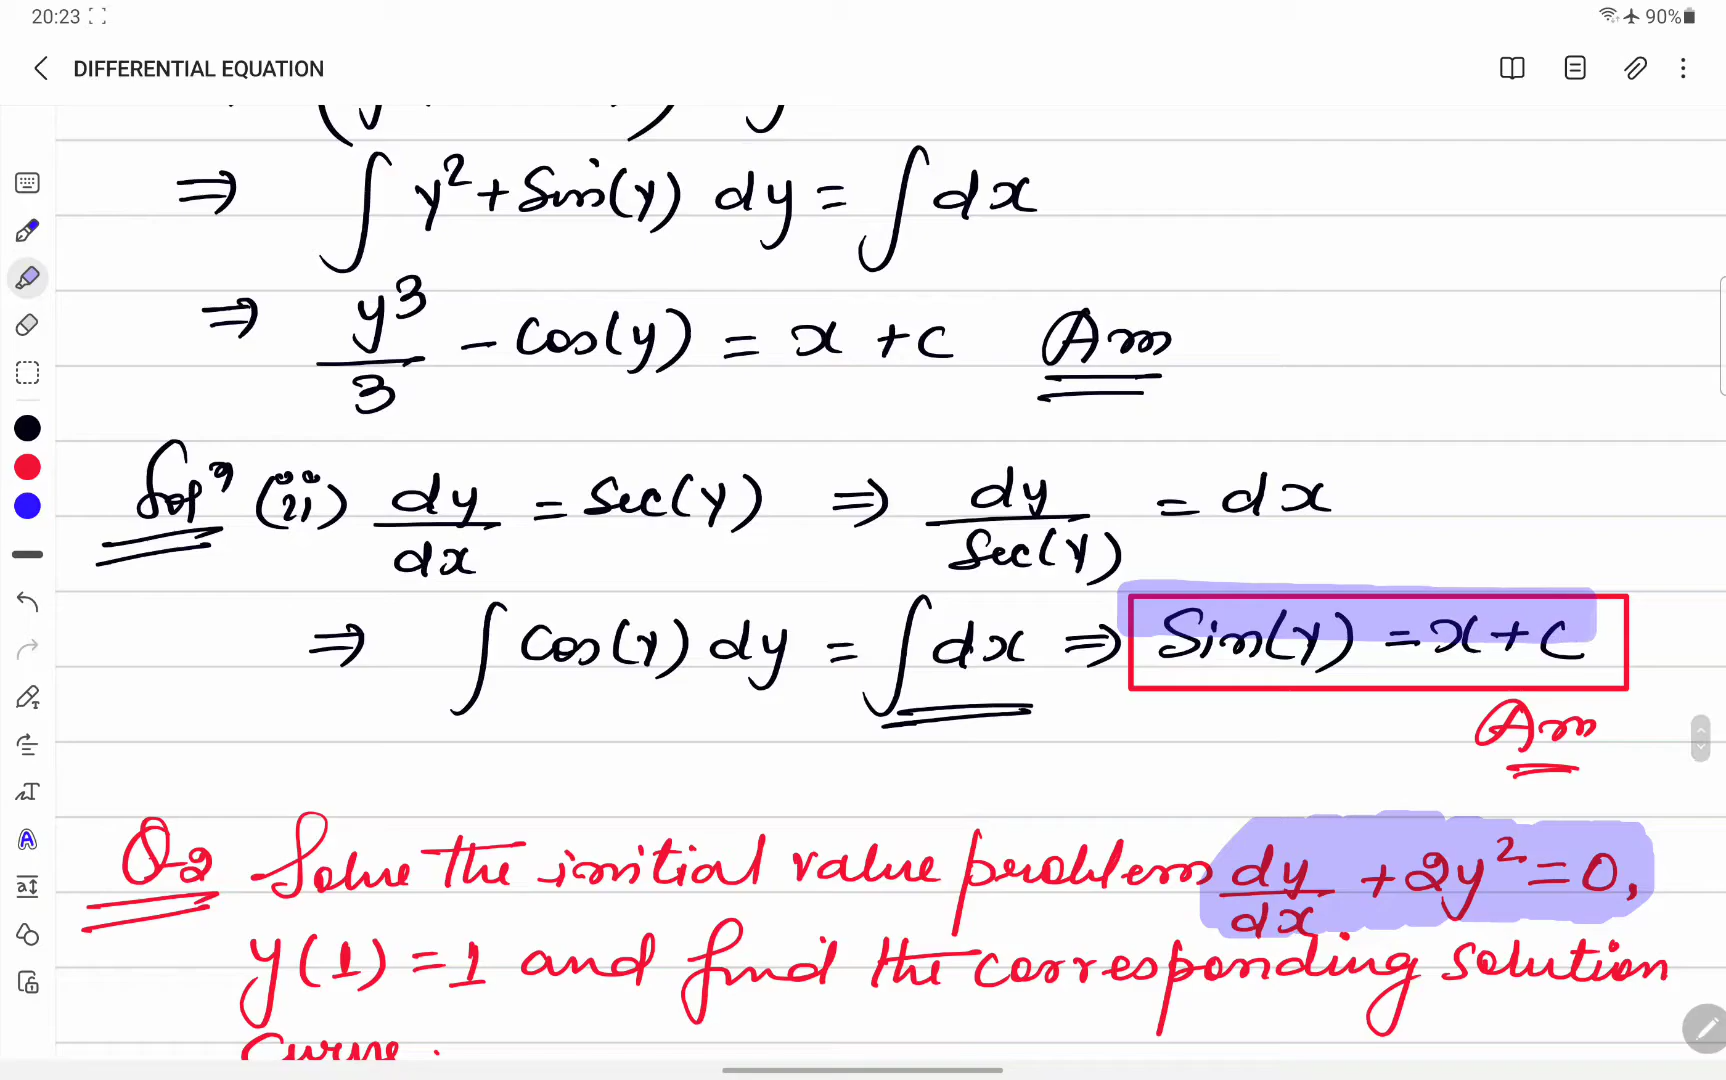 20:23 90%
DIFFERENTIAL EQUATION
⇒ ∫ y² + Sin(y) dy = ∫ dx
⇒ y³/3 - Cos(y) = x + c Ans
Solⁿ (ii) dy/dx = Sec(y) ⇒ dy/Sec(y) = dx
⇒ ∫ Cos(y) dy = ∫ dx ⇒ Sin(y) = x + c
Ans
Q2 Solve the initial value problem dy/dx + 2y² = 0,
y(1) = 1 and find the corresponding solution
Curve.